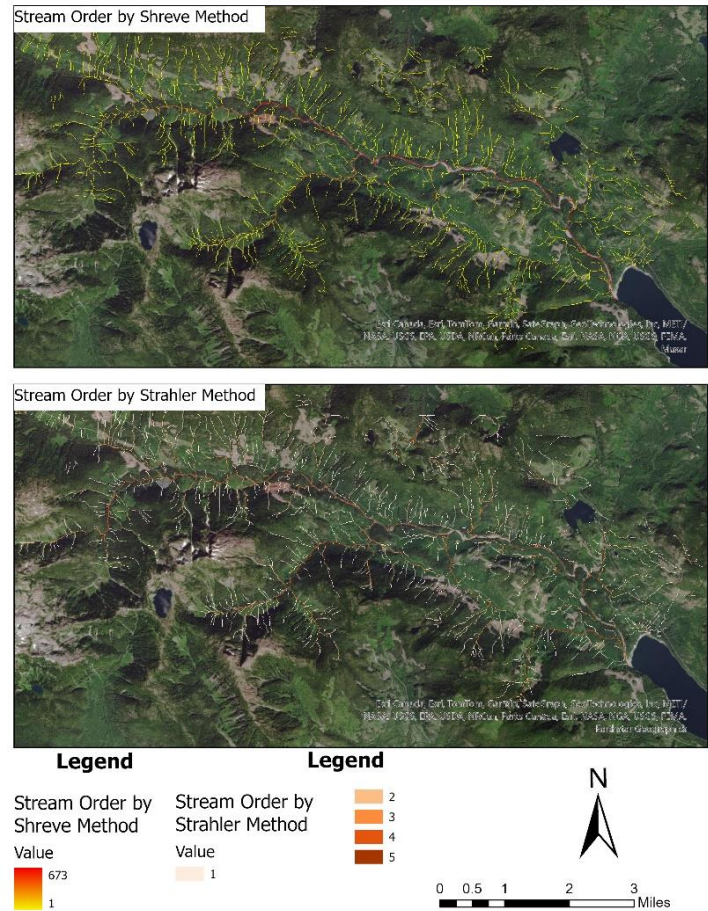 Stream Order by Shreve Method
Esri Canada, Esri, TomTom, Garmin, SafeGraph, GeoTechnologies, Inc, METI/
NASA, USGS, EPA, USDA, NRCan, Parks Canada, Esri, NASA, NGA, USGS, FEMA,
Maxar
Stream Order by Strahler Method
Esri Canada, Esri, TomTom, Garmin, SafeGraph, GeoTechnologies, Inc, METI/
NASA, USGS, EPA, USDA, NRCan, Parks Canada, Esri, NASA, NGA, USGS, FEMA,
Earthstar Geographics
Legend
Stream Order by
Shreve Method
Value
673
1
Stream Order by
Strahler Method
Value
1
Legend
2
3
4
5
N
0 0.5 1 2 3
Miles